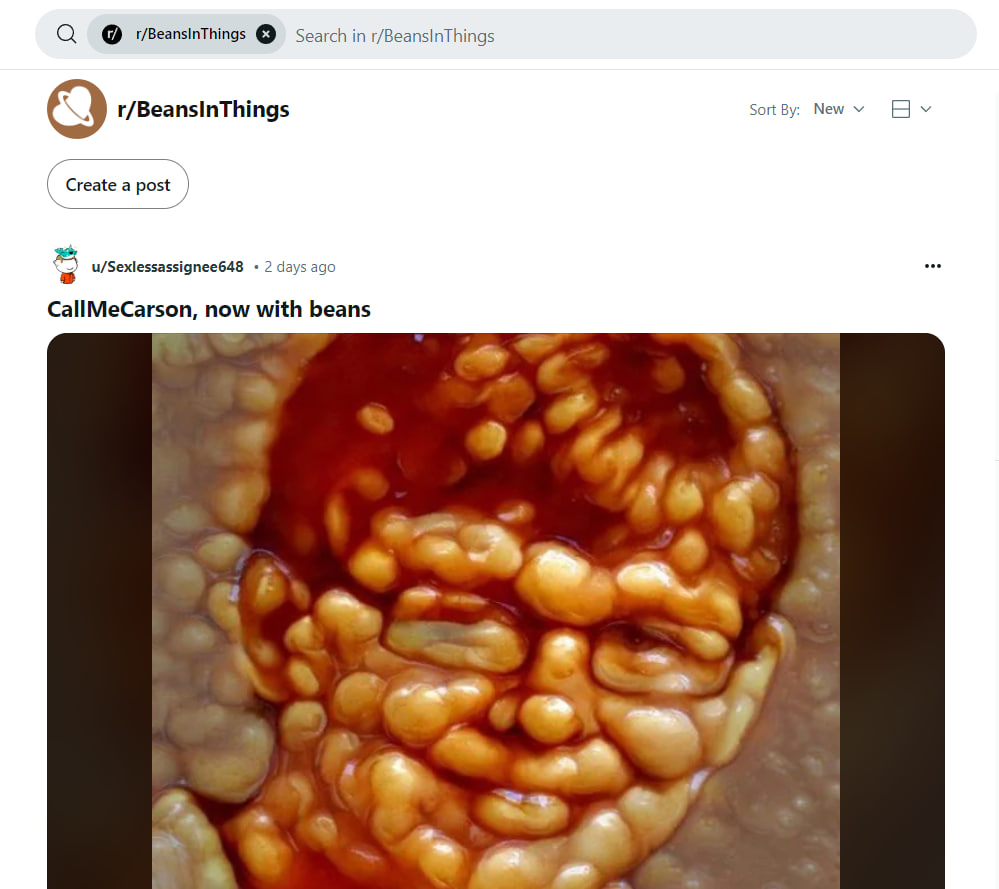 r/ r/BeansInThings Search in r/BeansInThings
r/BeansInThings
Sort By: New
Create a post
u/Sexlessassignee648 • 2 days ago
CallMeCarson, now with beans